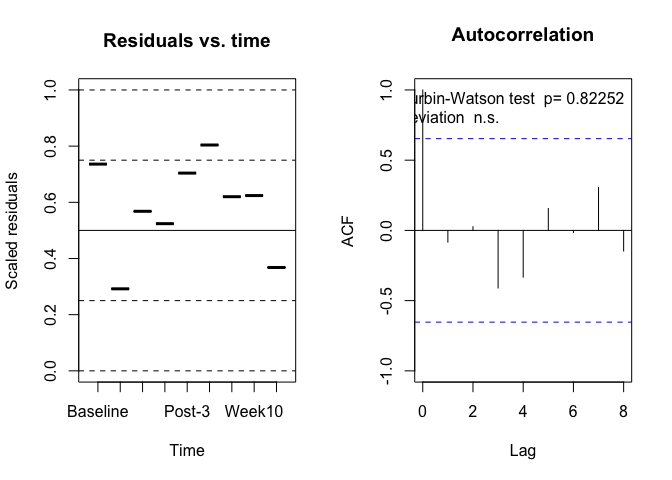 Residuals vs. time
Scaled residuals
1.0
0.8
0.6
0.4
0.2
0.0
Baseline Post-3 Week10
Time
Autocorrelation
urbin-Watson test p= 0.82252
eviation n.s.
ACF
1.0
0.5
0.0
-0.5
-1.0
0 2 4 6 8
Lag